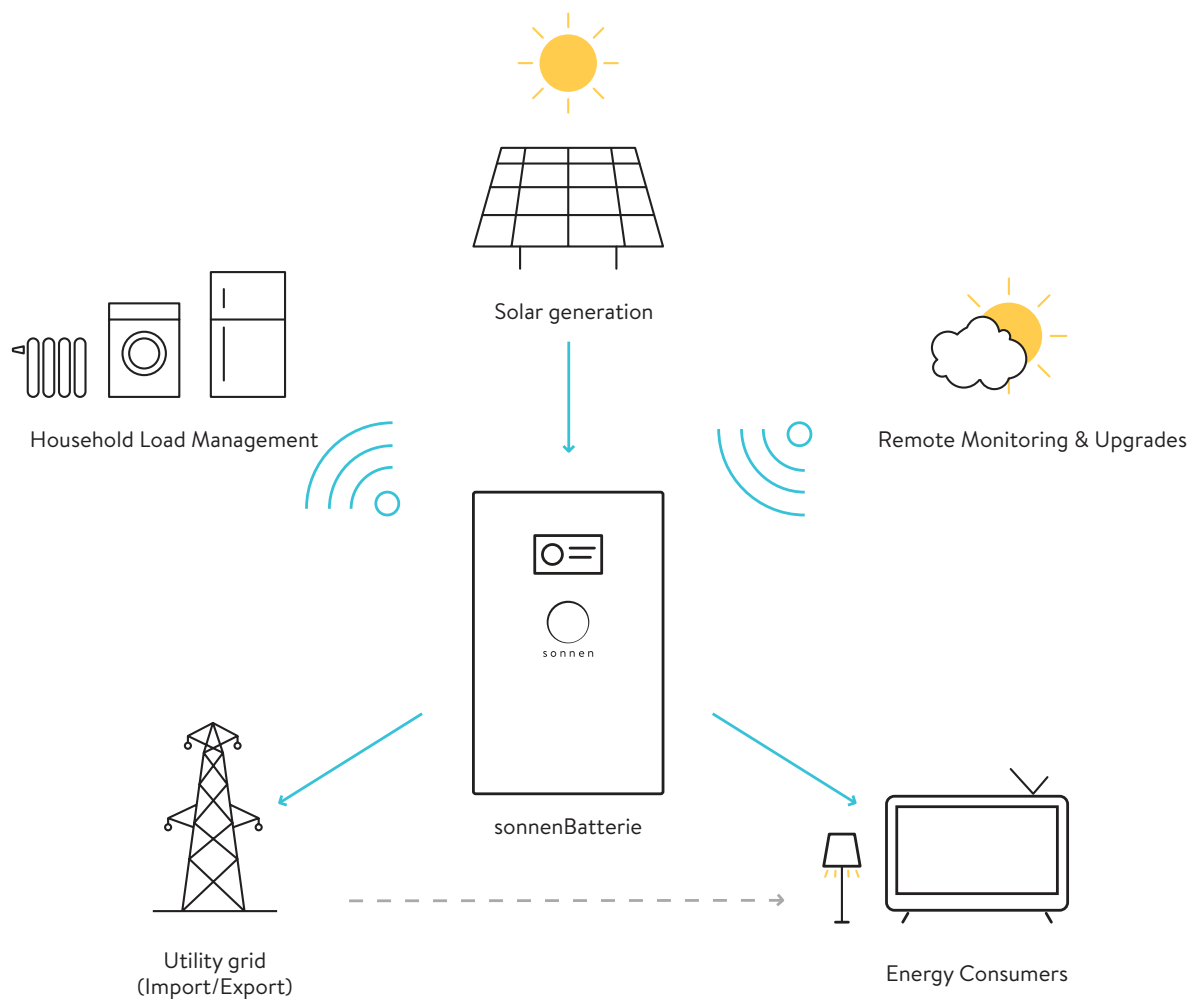 Solar generation
Household Load Management
Remote Monitoring & Upgrades
sonnen
sonnenBatterie
Utility grid
(Import/Export)
Energy Consumers